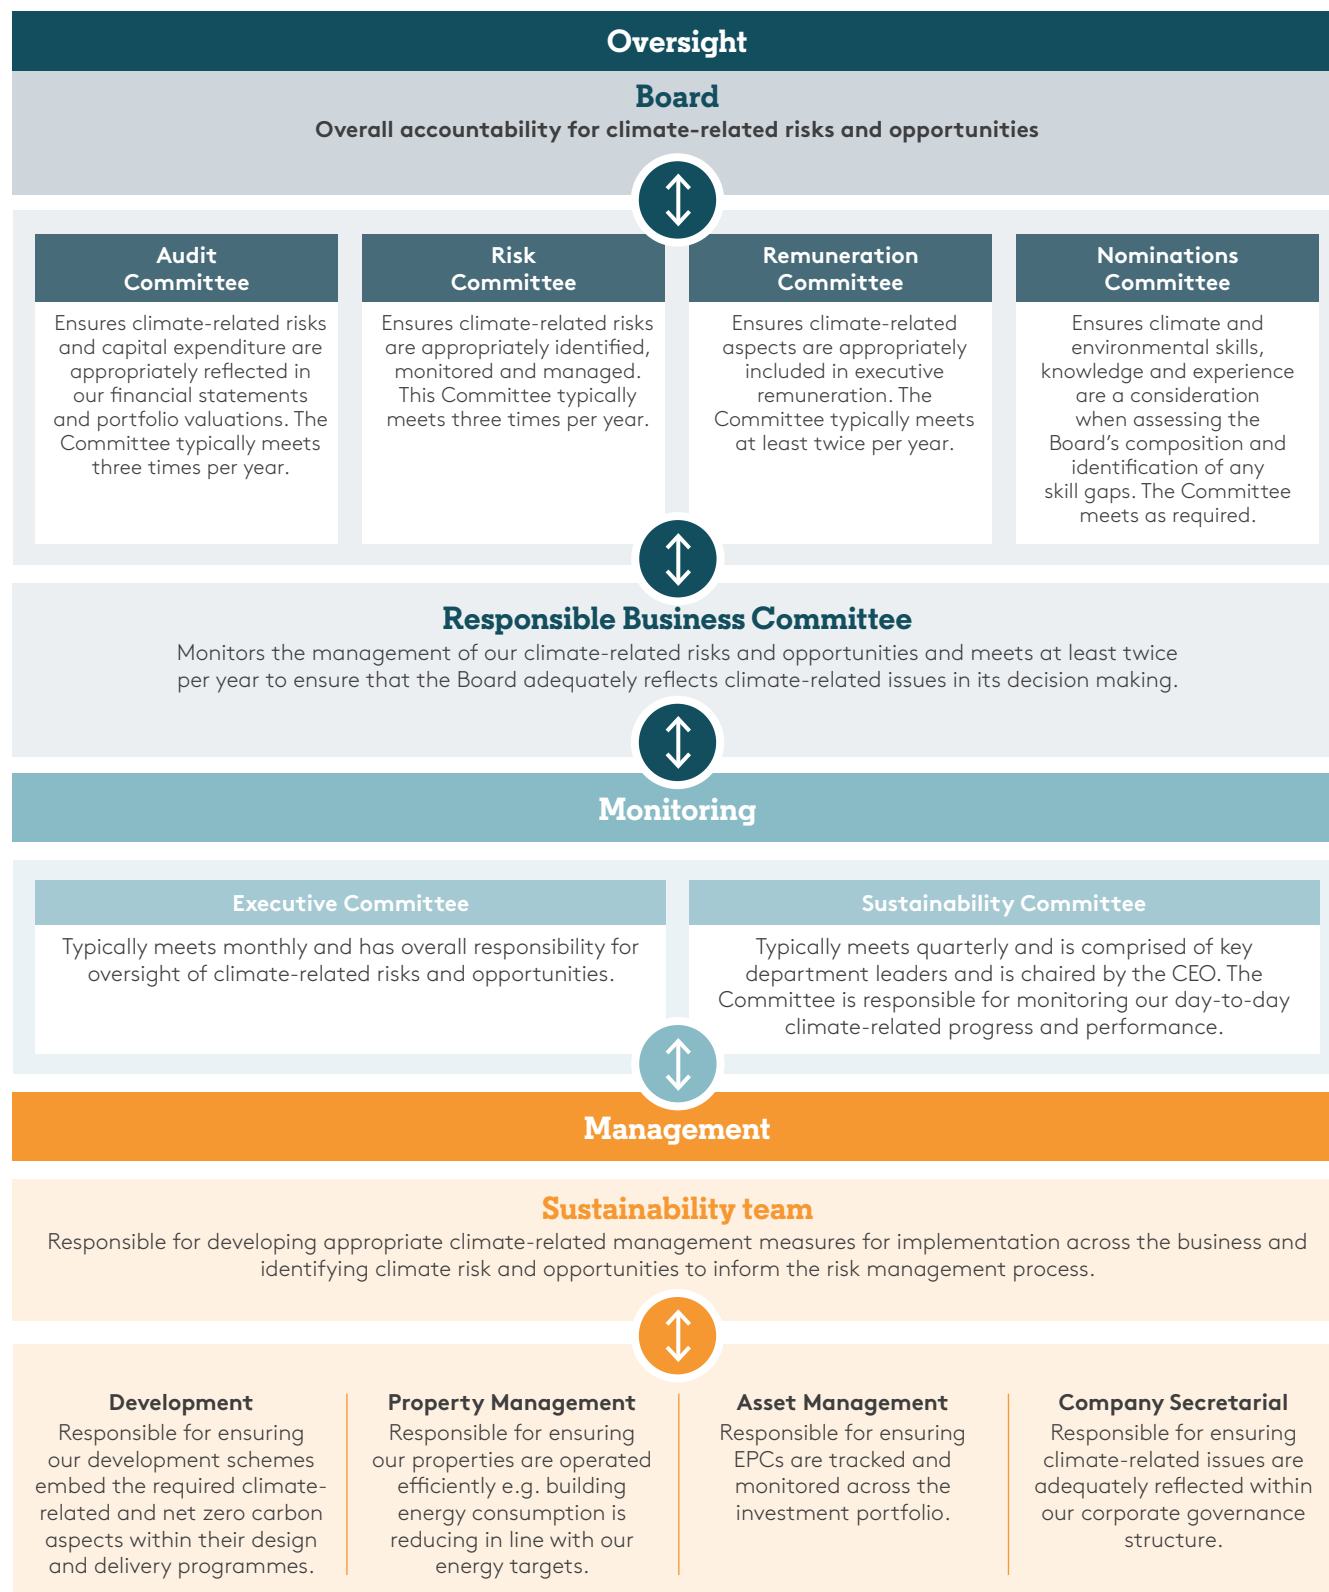 Oversight
Board
Overall accountability for climate-related risks and opportunities
Audit
Committee
Ensures climate-related risks
and capital expenditure are
appropriately reflected in
our financial statements
and portfolio valuations. The
Committee typically meets
three times per year.
Risk
Committee
Ensures climate-related risks
are appropriately identified,
monitored and managed.
This Committee typically
meets three times per year.
Remuneration
Committee
Ensures climate-related
aspects are appropriately
included in executive
remuneration. The
Committee typically meets
at least twice per year.
Nominations
Committee
Ensures climate and
environmental skills,
knowledge and experience
are a consideration
when assessing the
Board's composition and
identification of any
skill gaps. The Committee
meets as required.
Responsible Business Committee
Monitors the management of our climate-related risks and opportunities and meets at least twice
per year to ensure that the Board adequately reflects climate-related issues in its decision making.
Monitoring
Executive Committee
Typically meets monthly and has overall responsibility for
oversight of climate-related risks and opportunities.
Sustainability Committee
Typically meets quarterly and is comprised of key
department leaders and is chaired by the CEO. The
Committee is responsible for monitoring our day-to-day
climate-related progress and performance.
Management
Sustainability team
Responsible for developing appropriate climate-related management measures for implementation across the business and
identifying climate risk and opportunities to inform the risk management process.
Development
Responsible for ensuring
our development schemes
embed the required climate-
related and net zero carbon
aspects within their design
and delivery programmes.
Property Management
Responsible for ensuring
our properties are operated
efficiently e.g. building
energy consumption is
reducing in line with our
energy targets.
Asset Management
Responsible for ensuring
EPCs are tracked and
monitored across the
investment portfolio.
Company Secretarial
Responsible for ensuring
climate-related issues are
adequately reflected within
our corporate governance
structure.